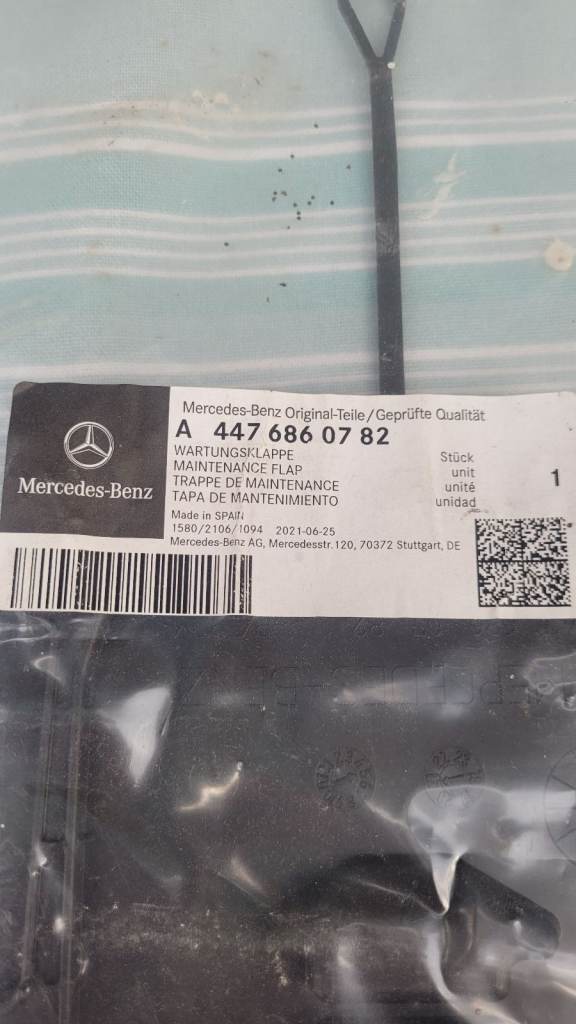 Mercedes-Benz Original-Teile/Geprüfte Qualität
A 447 686 07 82
WARTUNGSKLAPPE
MAINTENANCE FLAP
TRAPPE DE MAINTENANCE
TAPA DE MANTENIMIENTO
Stück
unit
unité
unidad
1
Mercedes-Benz
Made in SPAIN
1580/2106/1094 2021-06-25
Mercedes-Benz AG, Mercedesstr.120, 70372 Stuttgart, DE